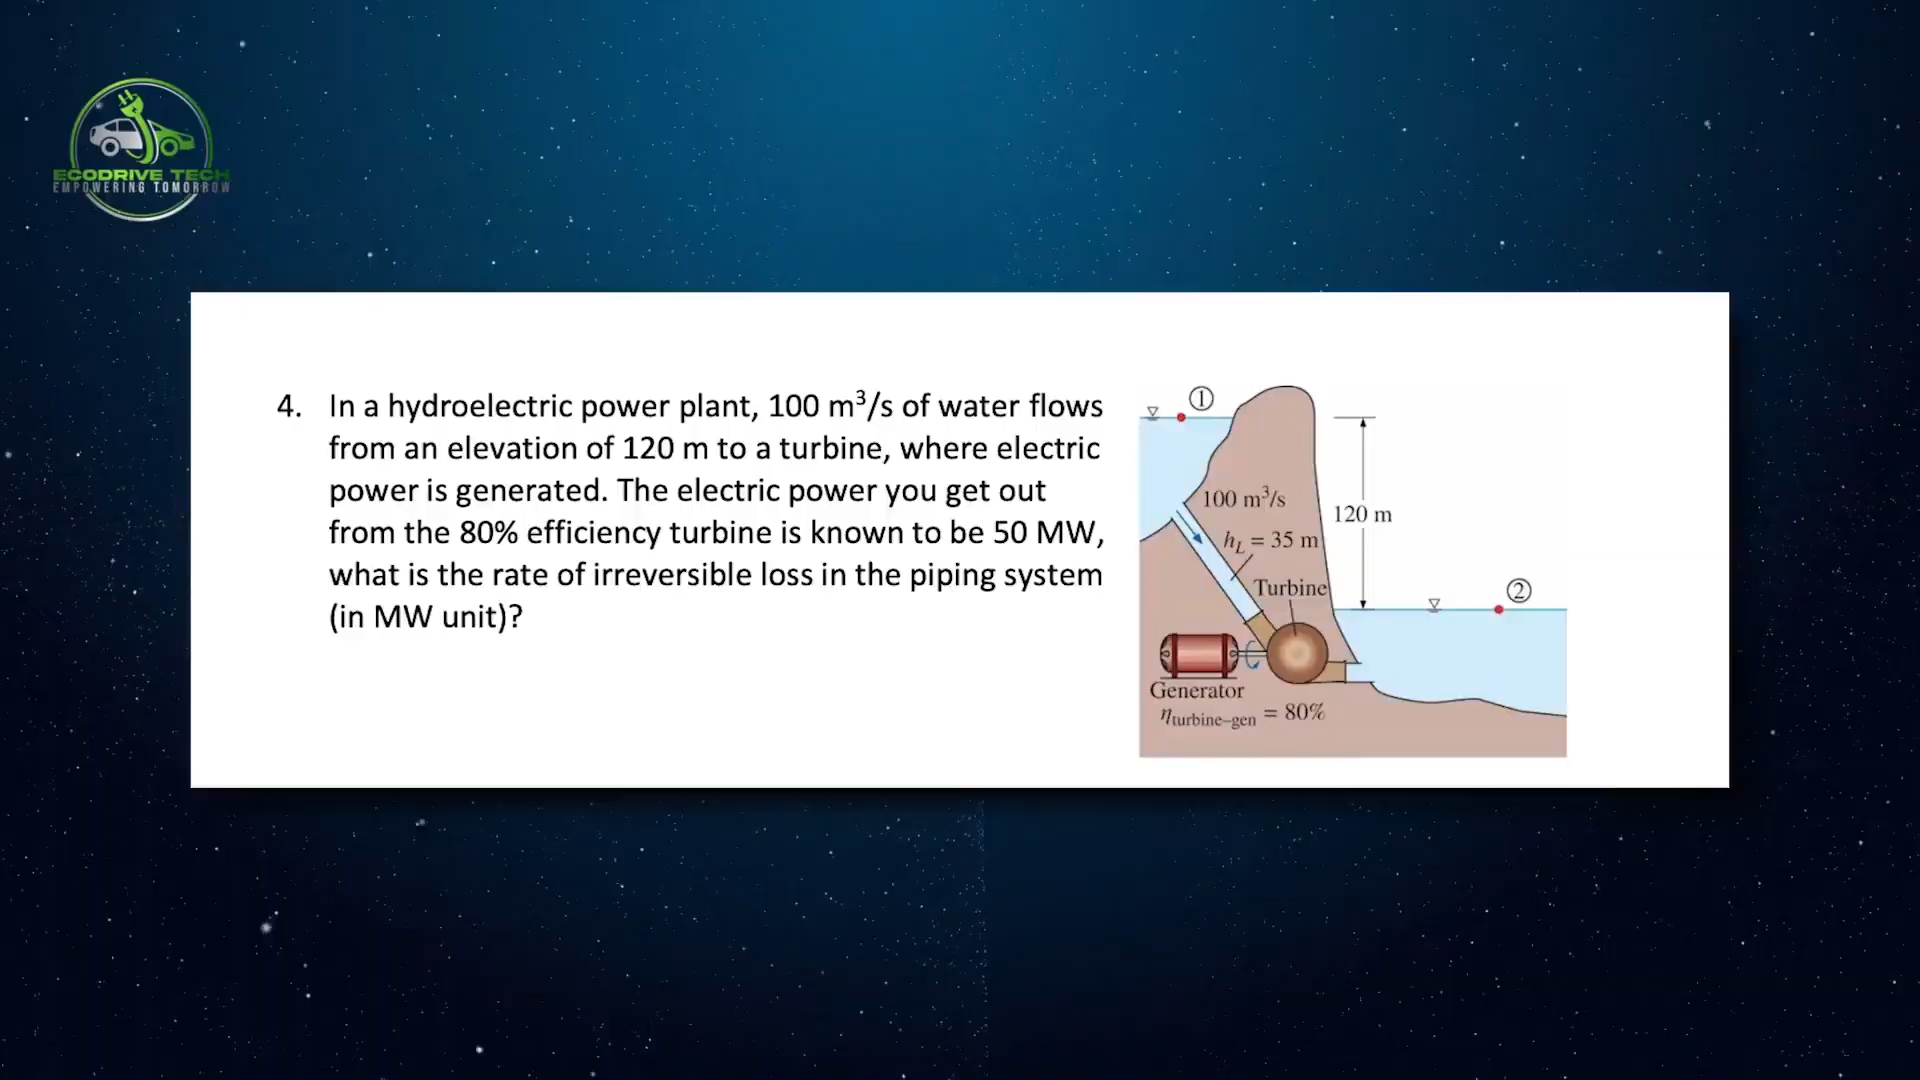 ECODRIVE TECH
EMPOWERING TOMORROW
4. In a hydroelectric power plant, 100 m³/s of water flows
from an elevation of 120 m to a turbine, where electric
power is generated. The electric power you get out
from the 80% efficiency turbine is known to be 50 MW,
what is the rate of irreversible loss in the piping system
(in MW unit)?
①
100 m³/s
120 m
h_L = 35 m
Turbine
②
Generator
η_turbine–gen = 80%